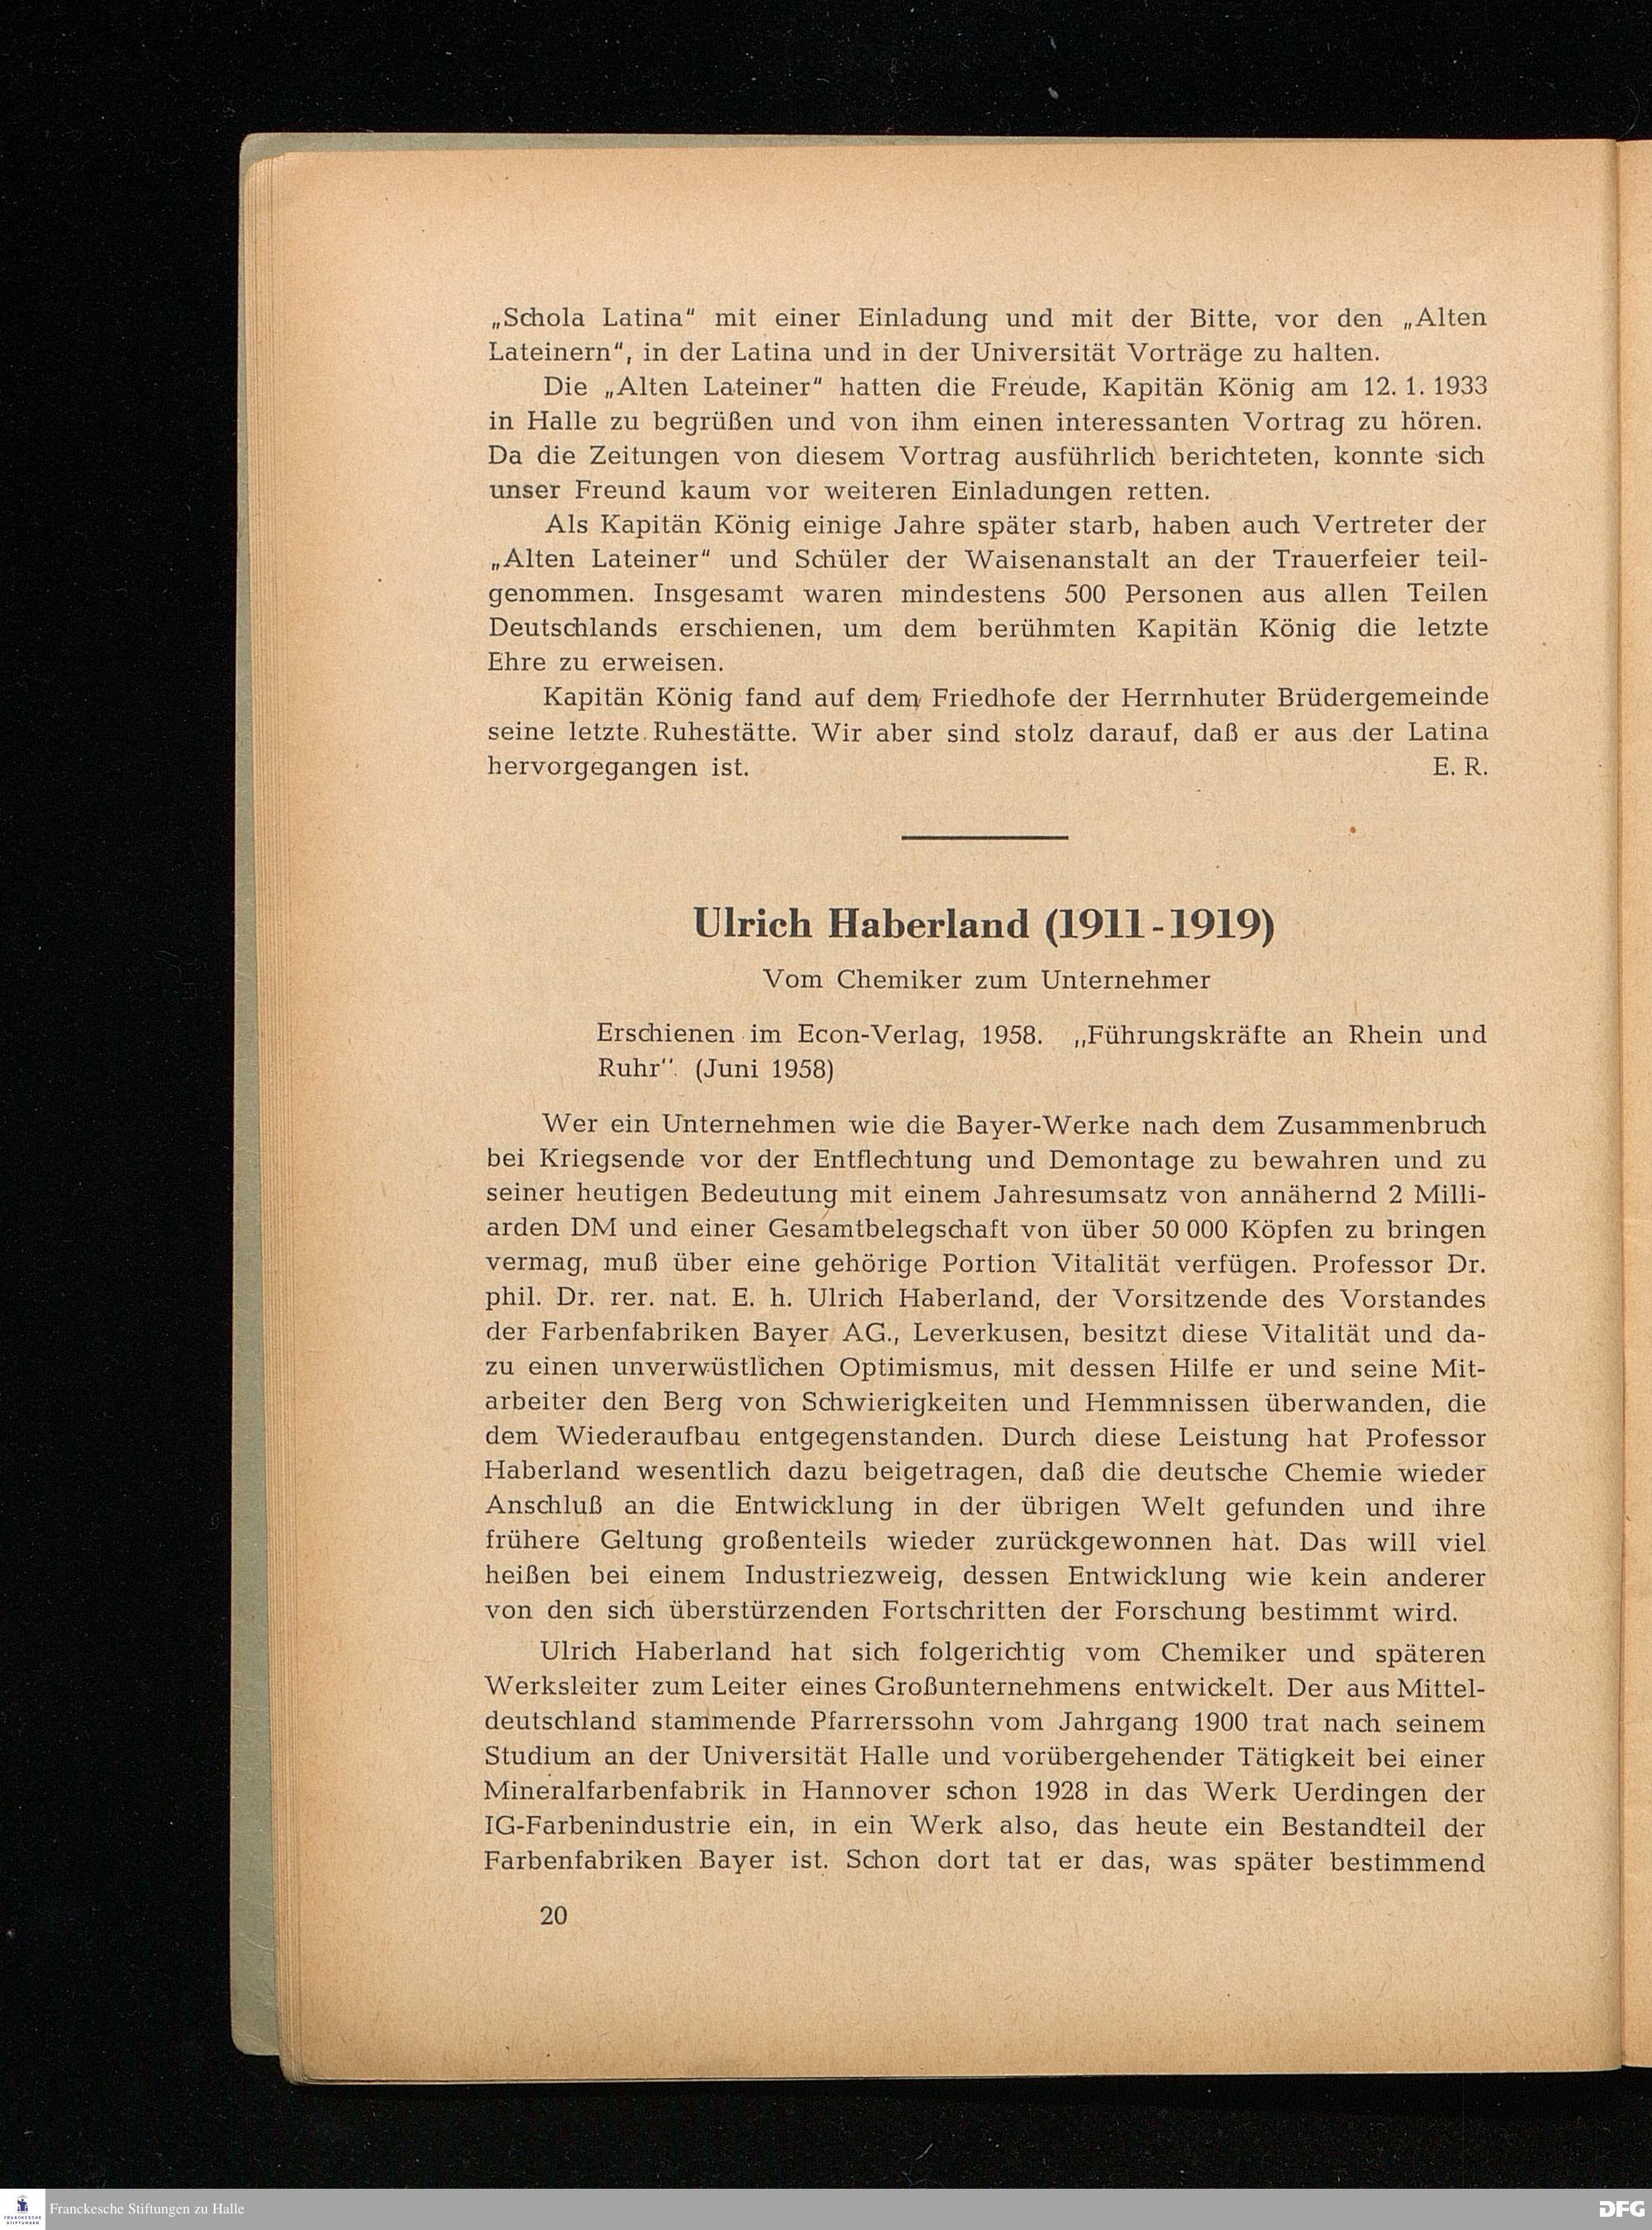 „Schola Latina“ mit einer Einladung und mit der Bitte, vor den „Alten
Lateinern“, in der Latina und in der Universität Vorträge zu halten.
Die „Alten Lateiner“ hatten die Freude, Kapitän König am 12. 1. 1933
in Halle zu begrüßen und von ihm einen interessanten Vortrag zu hören.
Da die Zeitungen von diesem Vortrag ausführlich berichteten, konnte sich
unser Freund kaum vor weiteren Einladungen retten.
Als Kapitän König einige Jahre später starb, haben auch Vertreter der
„Alten Lateiner“ und Schüler der Waisenanstalt an der Trauerfeier teil-
genommen. Insgesamt waren mindestens 500 Personen aus allen Teilen
Deutschlands erschienen, um dem berühmten Kapitän König die letzte
Ehre zu erweisen.
Kapitän König fand auf dem Friedhofe der Herrnhuter Brüdergemeinde
seine letzte Ruhestätte. Wir aber sind stolz darauf, daß er aus der Latina
hervorgegangen ist. E. R.
Ulrich Haberland (1911-1919)
Vom Chemiker zum Unternehmer
Erschienen im Econ-Verlag, 1958. „Führungskräfte an Rhein und
Ruhr“. (Juni 1958)
Wer ein Unternehmen wie die Bayer-Werke nach dem Zusammenbruch
bei Kriegsende vor der Entflechtung und Demontage zu bewahren und zu
seiner heutigen Bedeutung mit einem Jahresumsatz von annähernd 2 Milli-
arden DM und einer Gesamtbelegschaft von über 50 000 Köpfen zu bringen
vermag, muß über eine gehörige Portion Vitalität verfügen. Professor Dr.
phil. Dr. rer. nat. E. h. Ulrich Haberland, der Vorsitzende des Vorstandes
der Farbenfabriken Bayer AG., Leverkusen, besitzt diese Vitalität und da-
zu einen unverwüstlichen Optimismus, mit dessen Hilfe er und seine Mit-
arbeiter den Berg von Schwierigkeiten und Hemmnissen überwanden, die
dem Wiederaufbau entgegenstanden. Durch diese Leistung hat Professor
Haberland wesentlich dazu beigetragen, daß die deutsche Chemie wieder
Anschluß an die Entwicklung in der übrigen Welt gefunden und ihre
frühere Geltung großenteils wieder zurückgewonnen hat. Das will viel
heißen bei einem Industriezweig, dessen Entwicklung wie kein anderer
von den sich überstürzenden Fortschritten der Forschung bestimmt wird.
Ulrich Haberland hat sich folgerichtig vom Chemiker und späteren
Werksleiter zum Leiter eines Großunternehmens entwickelt. Der aus Mittel-
deutschland stammende Pfarrerssohn vom Jahrgang 1900 trat nach seinem
Studium an der Universität Halle und vorübergehender Tätigkeit bei einer
Mineralfarbenfabrik in Hannover schon 1928 in das Werk Uerdingen der
IG-Farbenindustrie ein, in ein Werk also, das heute ein Bestandteil der
Farbenfabriken Bayer ist. Schon dort tat er das, was später bestimmend
20
FRANCKESCHE
STIFTUNGEN
Franckesche Stiftungen zu Halle
DFG